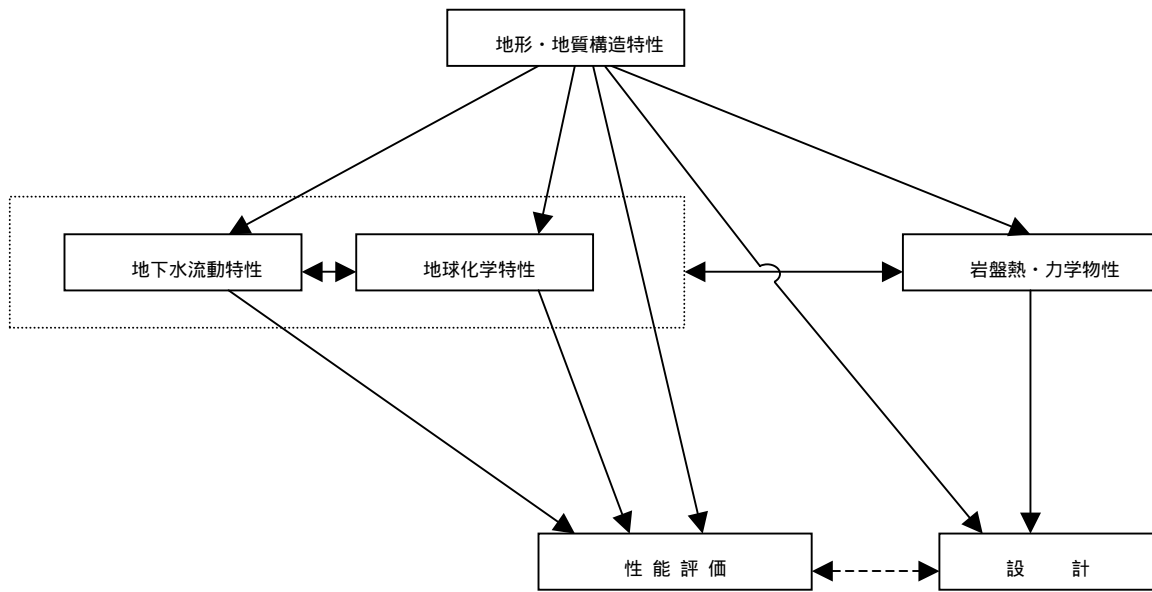 地形・地質構造特性
地下水流動特性
地球化学特性
岩盤熱・力学物性
性 能 評 価
設　　計